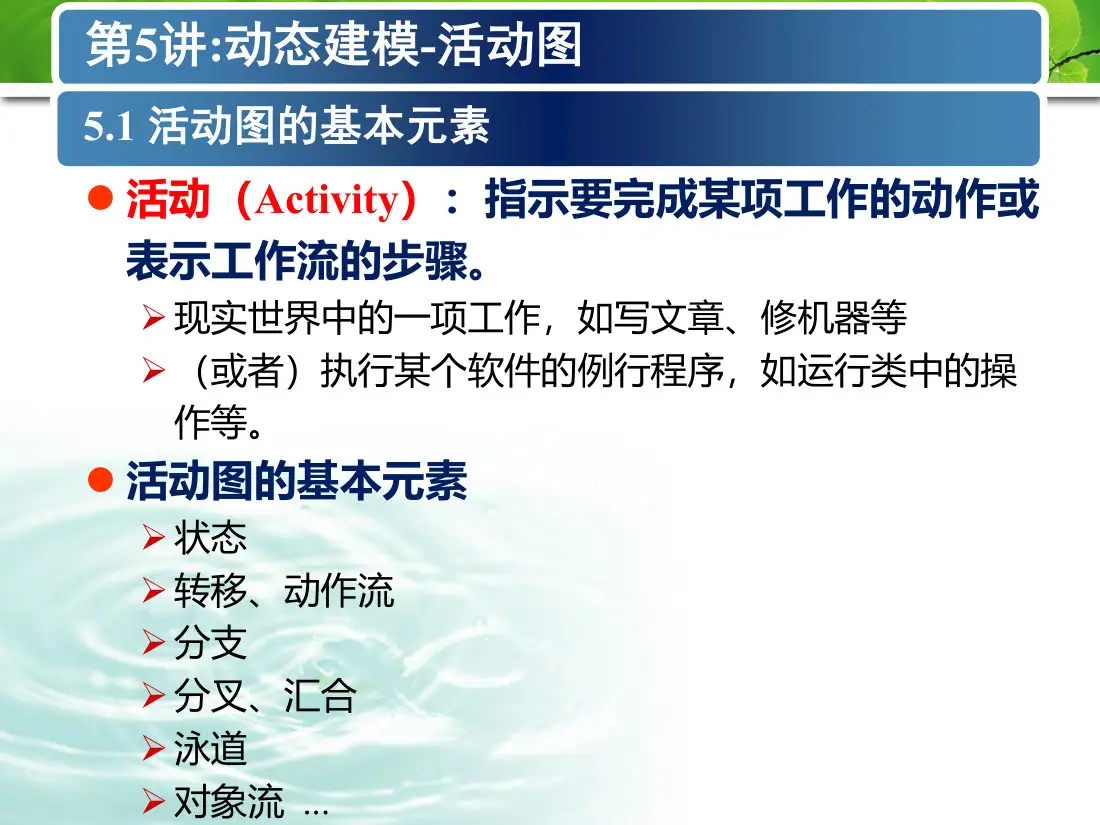 第5讲:动态建模-活动图
5.1 活动图的基本元素
活动（Activity）：指示要完成某项工作的动作或
表示工作流的步骤。
现实世界中的一项工作，如写文章、修机器等
（或者）执行某个软件的例行程序，如运行类中的操
作等。
活动图的基本元素
状态
转移、动作流
分支
分叉、汇合
泳道
对象流 ...